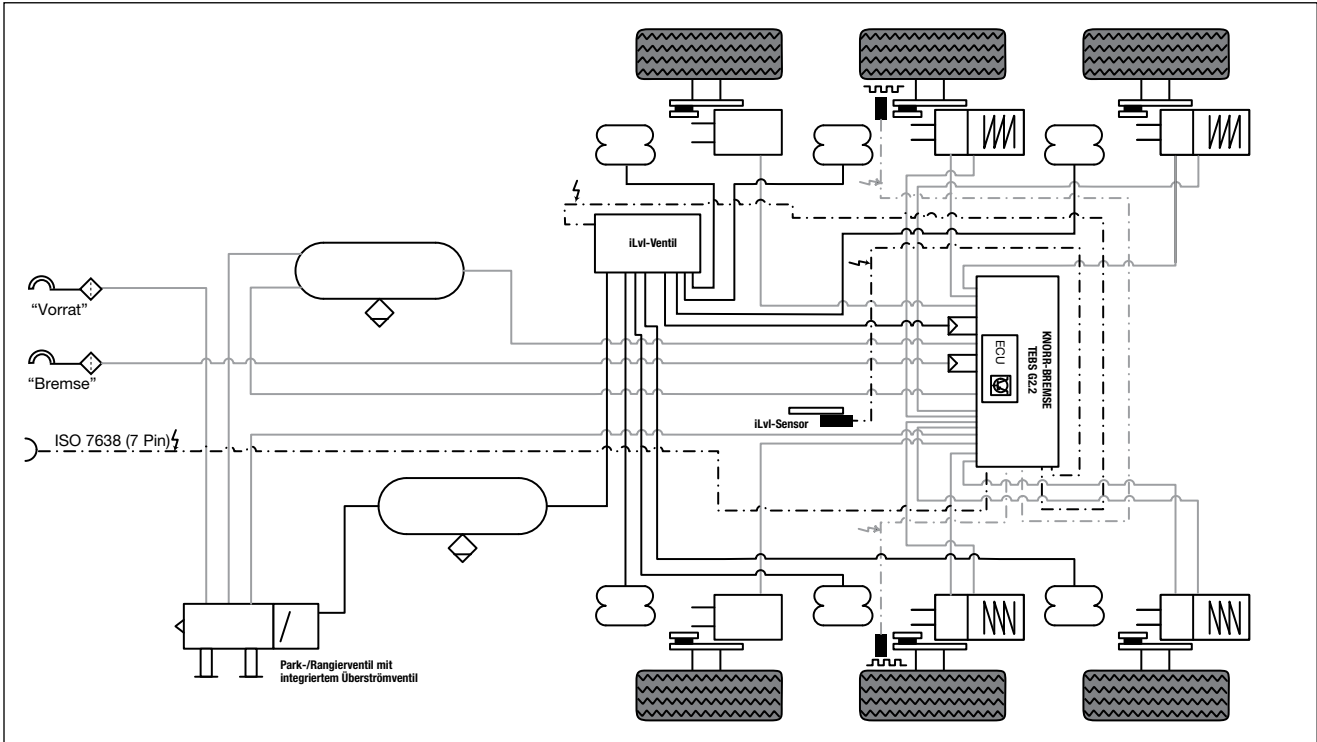 iLvl-Ventil
"Vorrat"
"Bremse"
ISO 7638 (7 Pin)
iLvl-Sensor
KNORR-BREMSE
TEBS G2.2
ECU
Park-/Rangierventil mit
integriertem Überströmventil